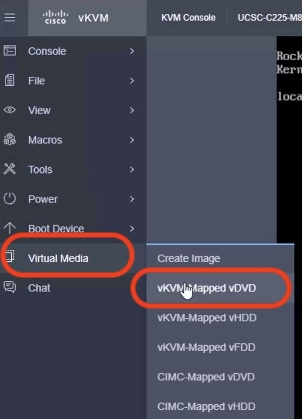 cisco vKVM KVM Console UCSC-C225-M8
Console
File
View
Macros
Tools
Power
Boot Device
Virtual Media
Chat
Create Image
vKVM-Mapped vDVD
vKVM-Mapped vHDD
vKVM-Mapped vFDD
CIMC-Mapped vDVD
CIMC-Mapped vHDD
Rock
Kern
loca